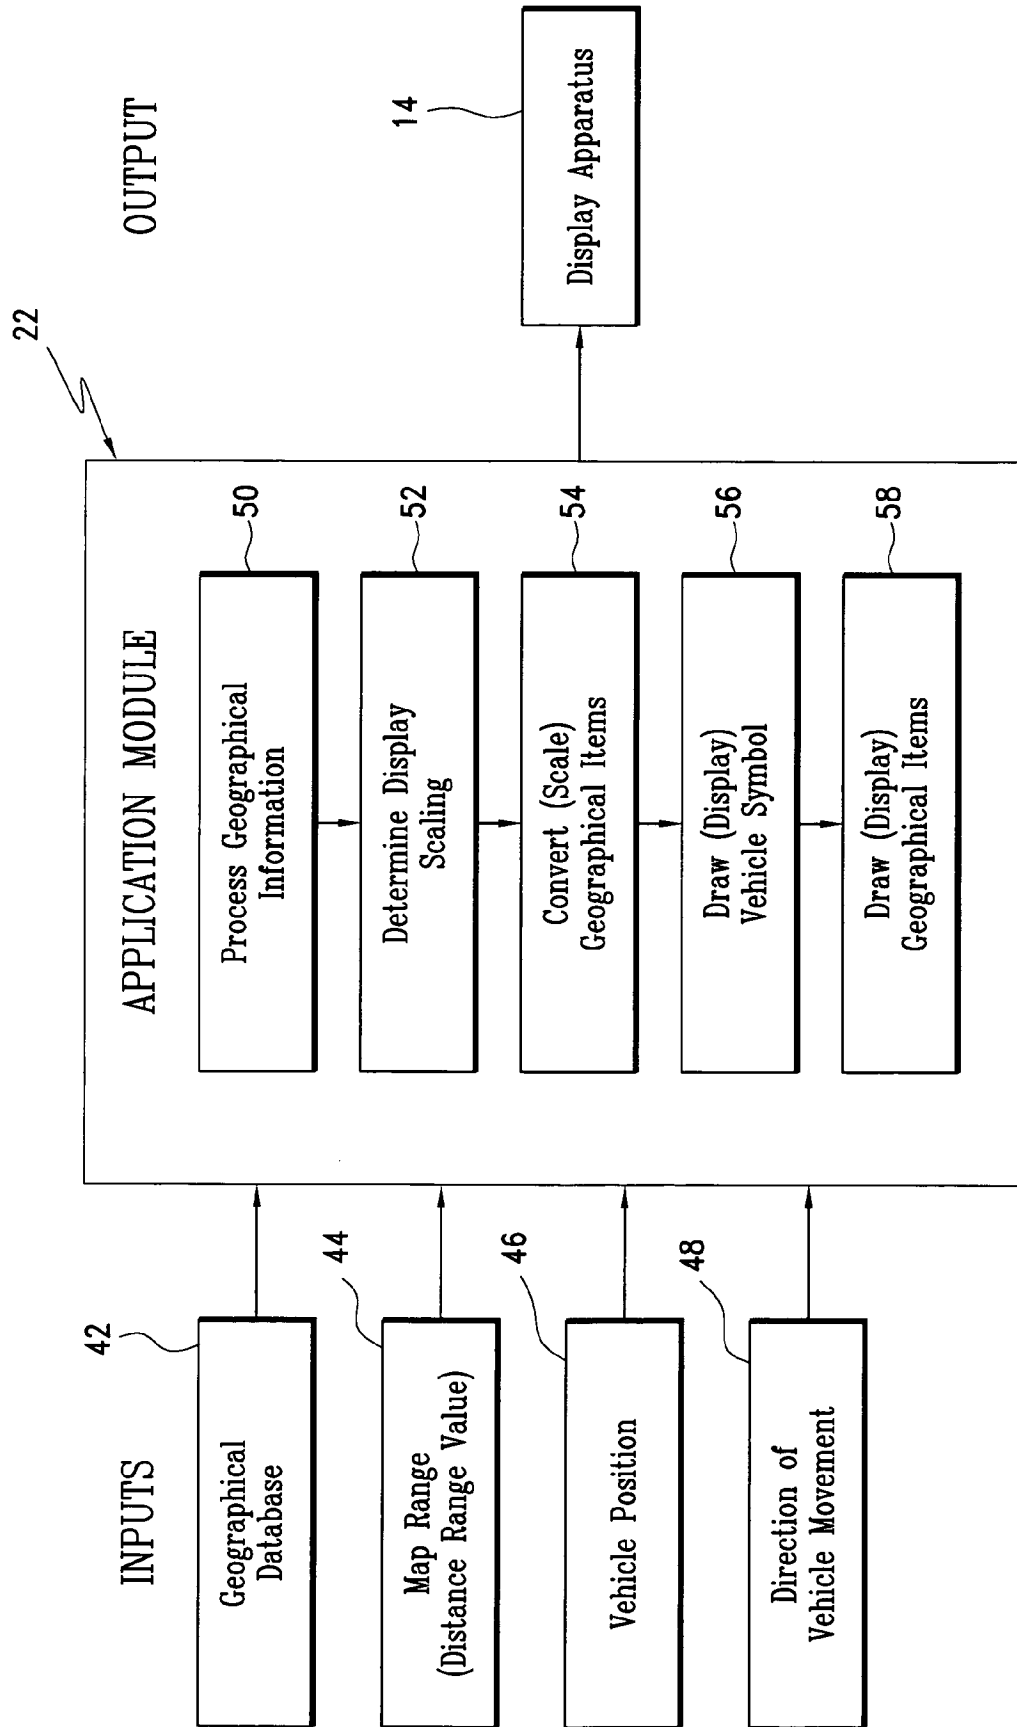 INPUTS
42
Geographical
Database
44
Map Range
(Distance Range Value)
46
Vehicle Position
48
Direction of
Vehicle Movement
22
APPLICATION MODULE
50
Process Geographical
Information
52
Determine Display
Scaling
54
Convert (Scale)
Geographical Items
56
Draw (Display)
Vehicle Symbol
58
Draw (Display)
Geographical Items
OUTPUT
14
Display Apparatus